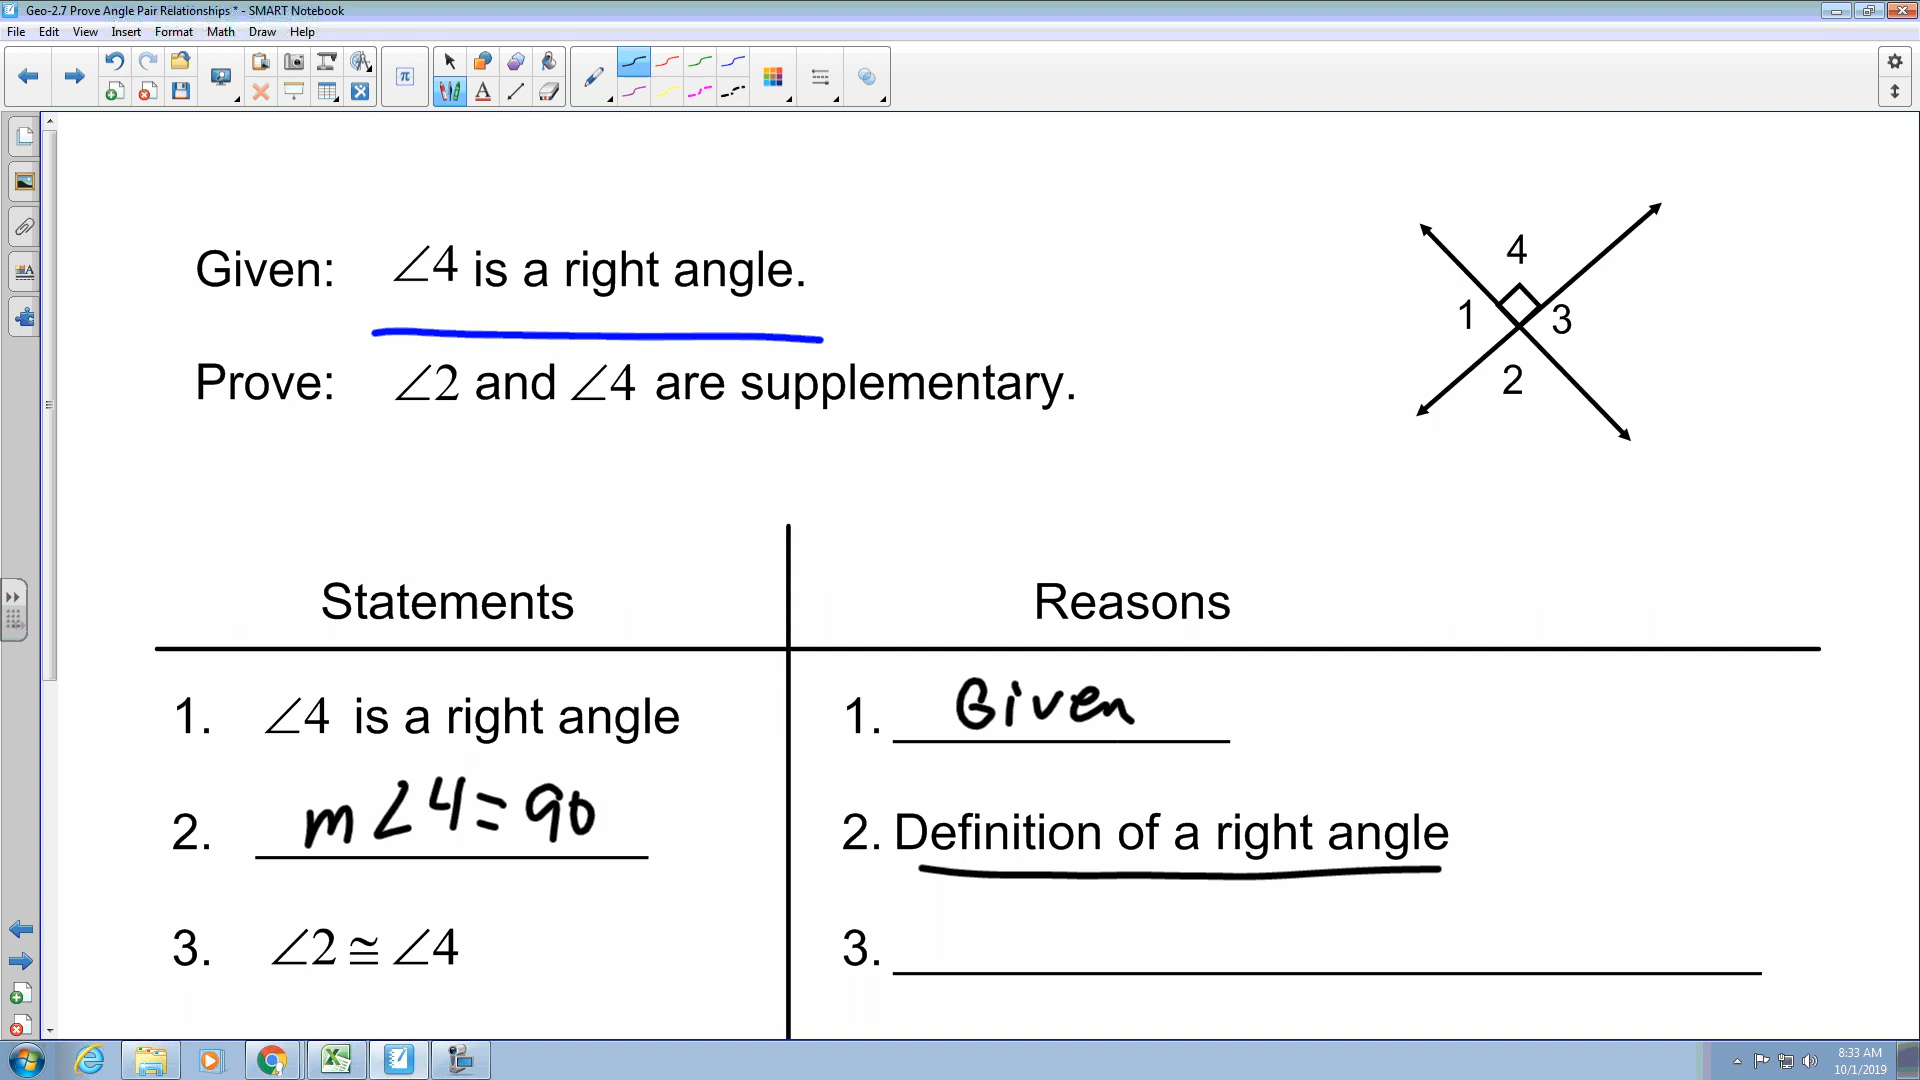 Geo-2.7 Prove Angle Pair Relationships * - SMART Notebook
File Edit View Insert Format Math Draw Help
Given: ∠4 is a right angle.
Prove: ∠2 and ∠4 are supplementary.
4
1 3
2
Statements Reasons
1. ∠4 is a right angle 1. Given
2. m∠4=90 2. Definition of a right angle
3. ∠2 ≅ ∠4 3.
8:33 AM
10/1/2019